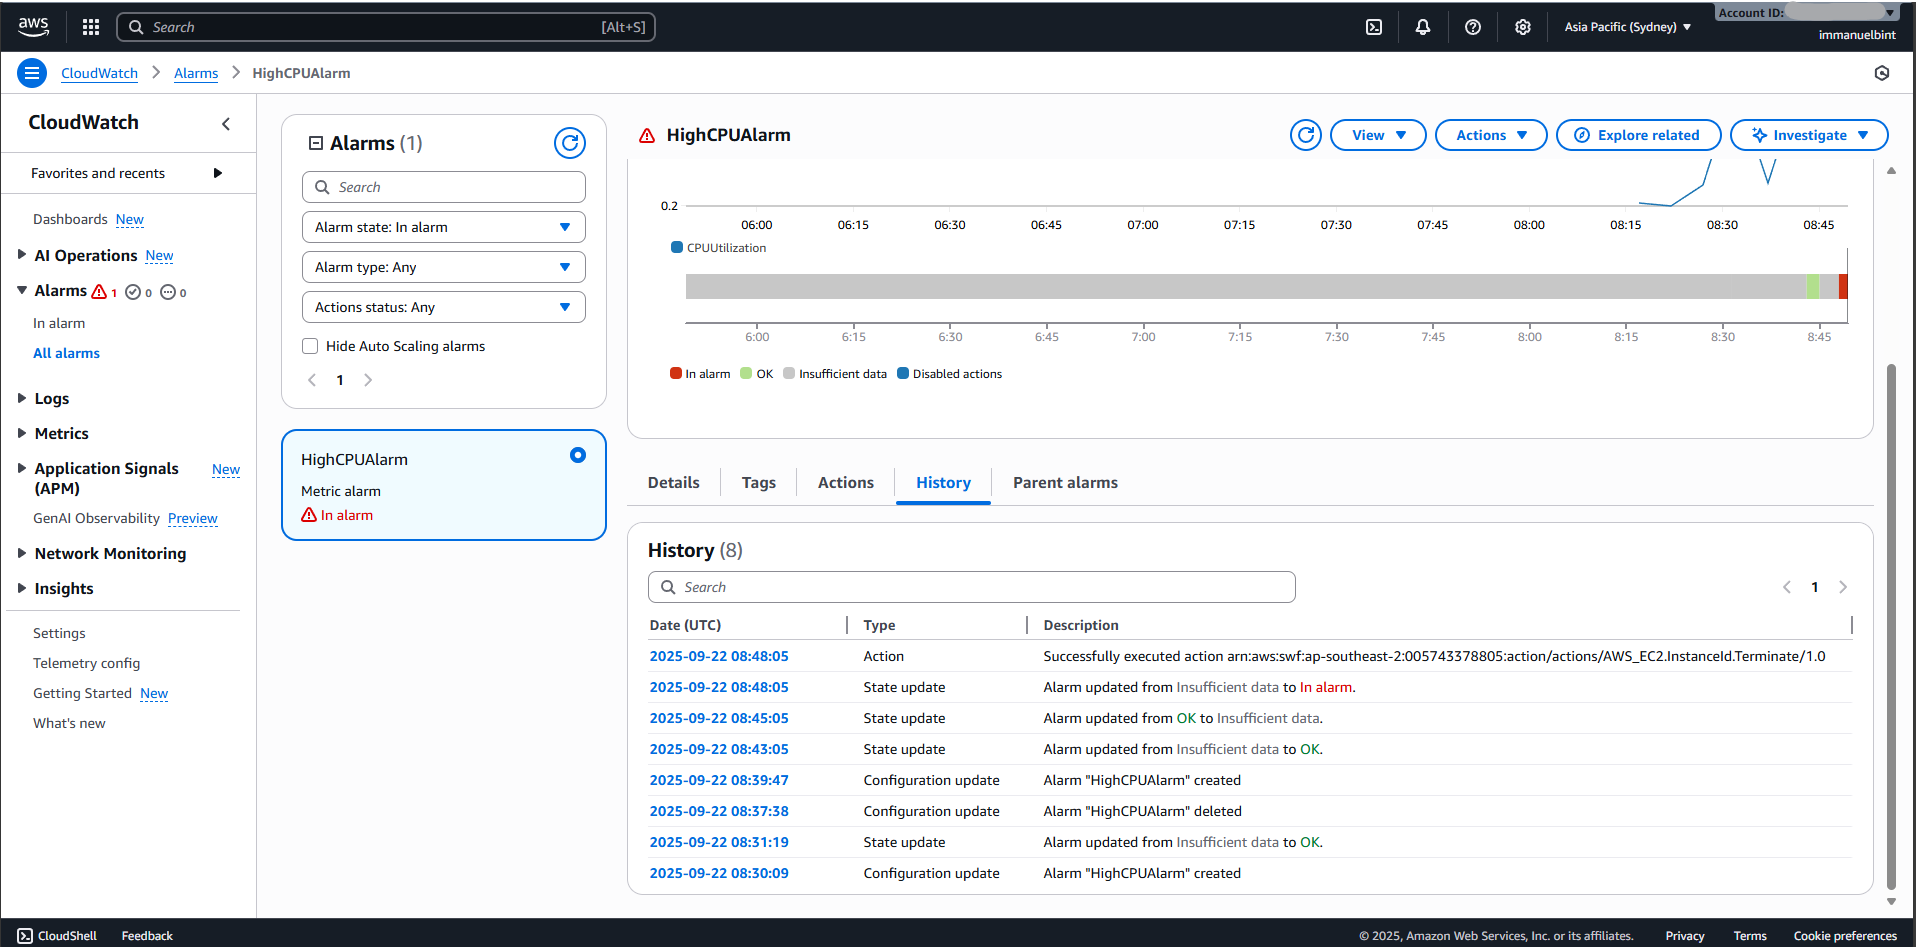 aws
Search [Alt+S]
Asia Pacific (Sydney)
Account ID:
immanuelbint
CloudWatch
Alarms
HighCPUAlarm
CloudWatch
Favorites and recents
Dashboards New
AI Operations New
Alarms 1 0 0
In alarm
All alarms
Logs
Metrics
Application Signals (APM) New
GenAI Observability Preview
Network Monitoring
Insights
Settings
Telemetry config
Getting Started New
What's new
Alarms (1)
Search
Alarm state: In alarm
Alarm type: Any
Actions status: Any
Hide Auto Scaling alarms
1
HighCPUAlarm
Metric alarm
In alarm
HighCPUAlarm
View
Actions
Explore related
Investigate
0.2
06:00 06:15 06:30 06:45 07:00 07:15 07:30 07:45 08:00 08:15 08:30 08:45
CPUUtilization
6:00 6:15 6:30 6:45 7:00 7:15 7:30 7:45 8:00 8:15 8:30 8:45
In alarm OK Insufficient data Disabled actions
Details Tags Actions History Parent alarms
History (8)
Search
1
Date (UTC) Type Description
2025-09-22 08:48:05 Action Successfully executed action arn:aws:swf:ap-southeast-2:005743378805:action/actions/AWS_EC2.InstanceId.Terminate/1.0
2025-09-22 08:48:05 State update Alarm updated from Insufficient data to In alarm.
2025-09-22 08:45:05 State update Alarm updated from OK to Insufficient data.
2025-09-22 08:43:05 State update Alarm updated from Insufficient data to OK.
2025-09-22 08:39:47 Configuration update Alarm "HighCPUAlarm" created
2025-09-22 08:37:38 Configuration update Alarm "HighCPUAlarm" deleted
2025-09-22 08:31:19 State update Alarm updated from Insufficient data to OK.
2025-09-22 08:30:09 Configuration update Alarm "HighCPUAlarm" created
CloudShell Feedback © 2025, Amazon Web Services, Inc. or its affiliates. Privacy Terms Cookie preferences